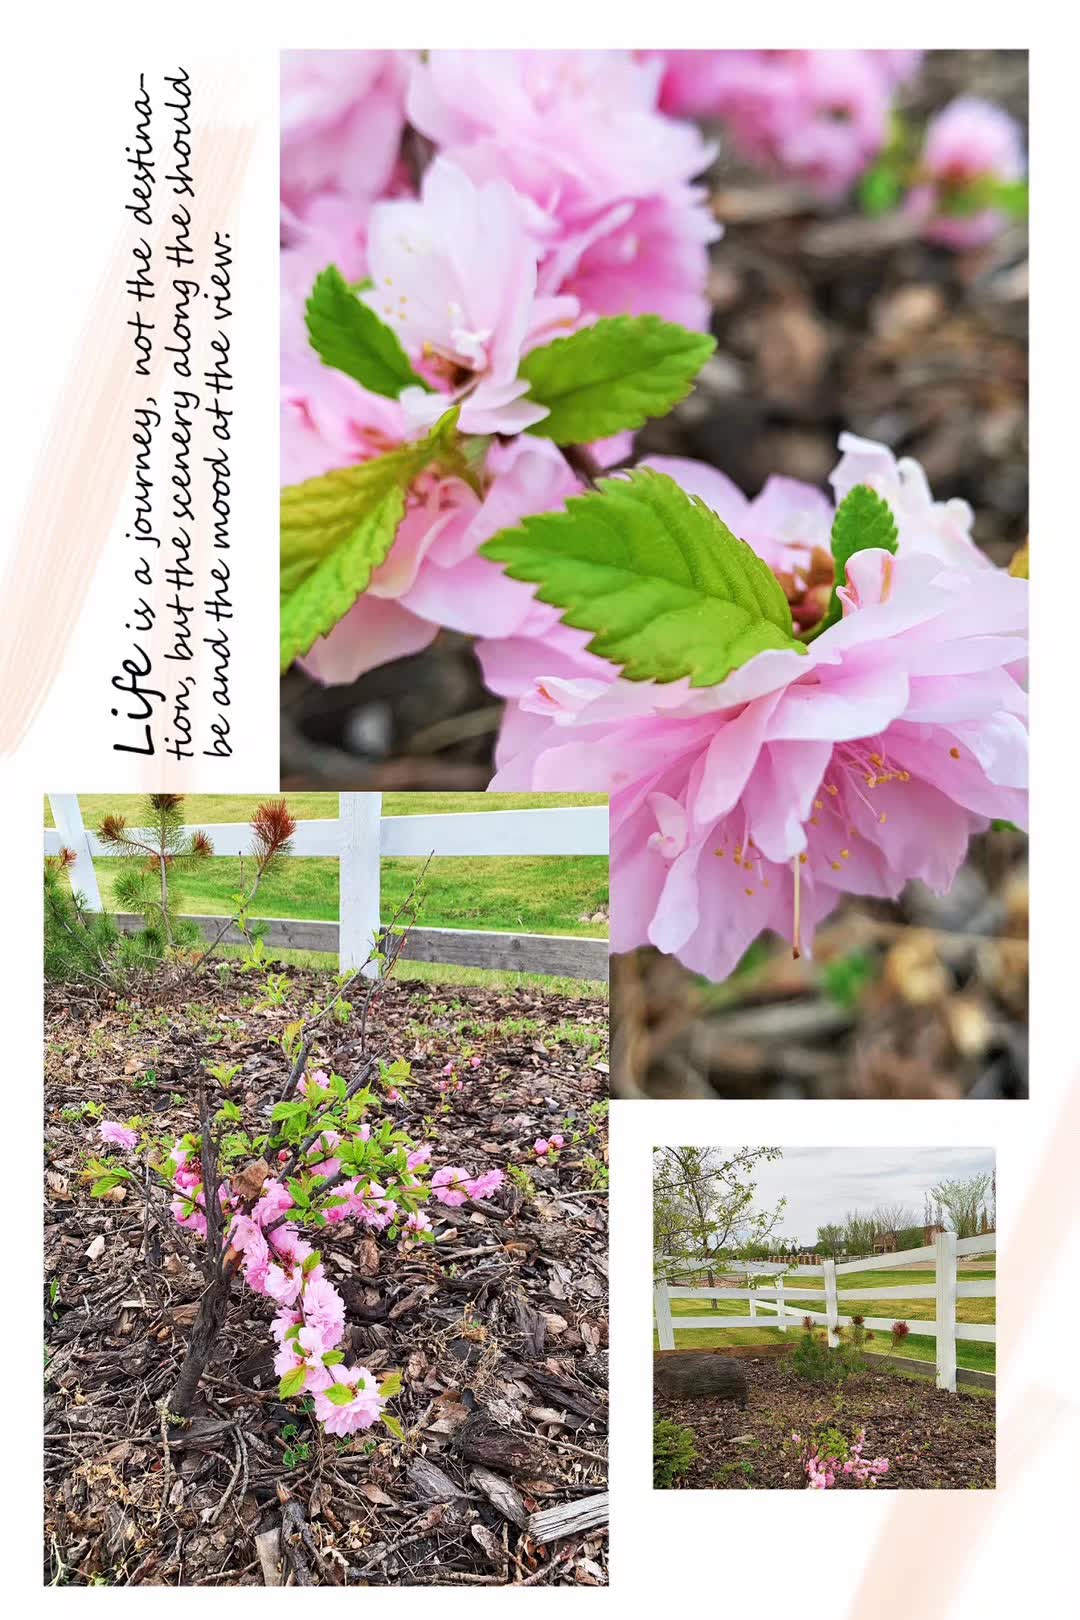 Life is a journey, not the destina-
tion, but the scenery along the should
be and the mood at the view.